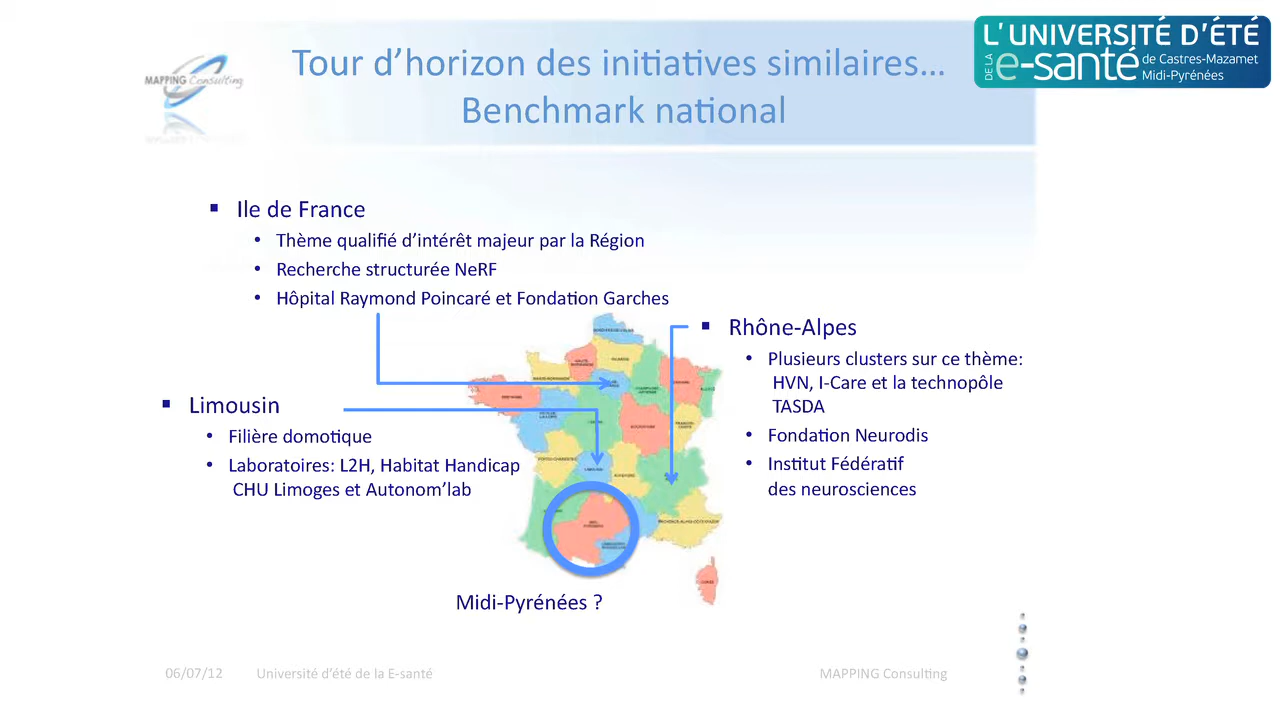 L'UNIVERSITÉ D'ÉTÉ
DE LA e-santé de Castres-Mazamet
Midi-Pyrénées
MAPPING Consulting
Tour d'horizon des initiatives similaires…
Benchmark national
▪ Ile de France
• Thème qualifié d'intérêt majeur par la Région
• Recherche structurée NeRF
• Hôpital Raymond Poincaré et Fondation Garches
▪ Rhône-Alpes
• Plusieurs clusters sur ce thème:
HVN, I-Care et la technopôle
TASDA
• Fondation Neurodis
• Institut Fédératif
des neurosciences
▪ Limousin
• Filière domotique
• Laboratoires: L2H, Habitat Handicap
CHU Limoges et Autonom'lab
Midi-Pyrénées ?
06/07/12 Université d'été de la E-santé MAPPING Consulting